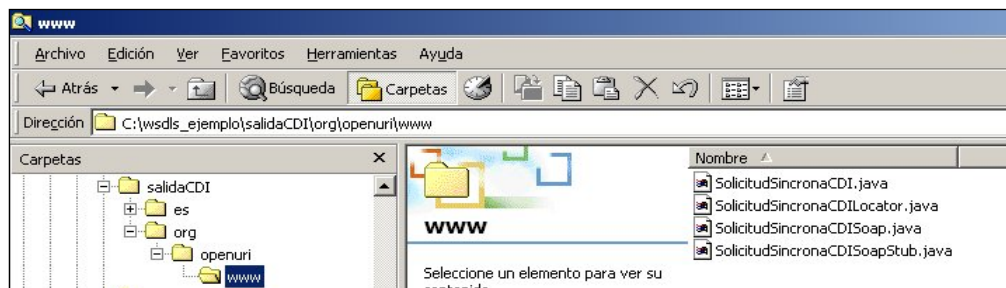 www
Archivo Edición Ver Favoritos Herramientas Ayuda
Atrás Búsqueda Carpetas
Dirección C:\wsdls_ejemplo\salidaCDI\org\openuri\www
Carpetas
salidaCDI
es
org
openuri
www
www
Seleccione un elemento para ver su
Nombre
SolicitudSincronaCDI.java
SolicitudSincronaCDILocator.java
SolicitudSincronaCDISoap.java
SolicitudSincronaCDISoapStub.java